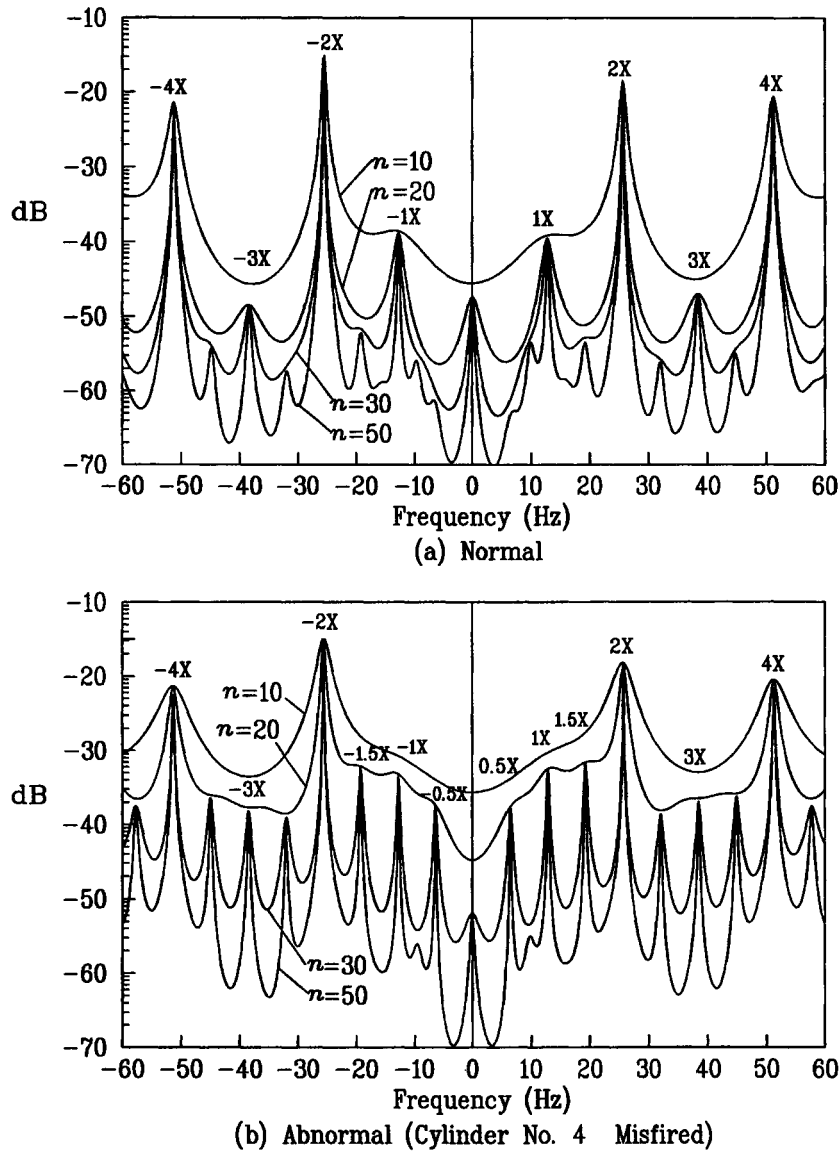 -10
-2X
2X
-4X
4X
-20
n=10
-30
n=20
dB
-1X
1X
-40
-3X
3X
-50
n=30
-60
n=50
-70
-60 -50 -40 -30 -20 -10 0 10 20 30 40 50 60
Frequency (Hz)
(a) Normal
-10
-2X
2X
-4X
4X
-20
n=10
1.5X
n=20
-1.5X
-1X
0.5X
1X
-30
-3X
-0.5X
3X
dB
-40
-50
n=30
-60
n=50
-70
-60 -50 -40 -30 -20 -10 0 10 20 30 40 50 60
Frequency (Hz)
(b) Abnormal (Cylinder No. 4 Misfired)